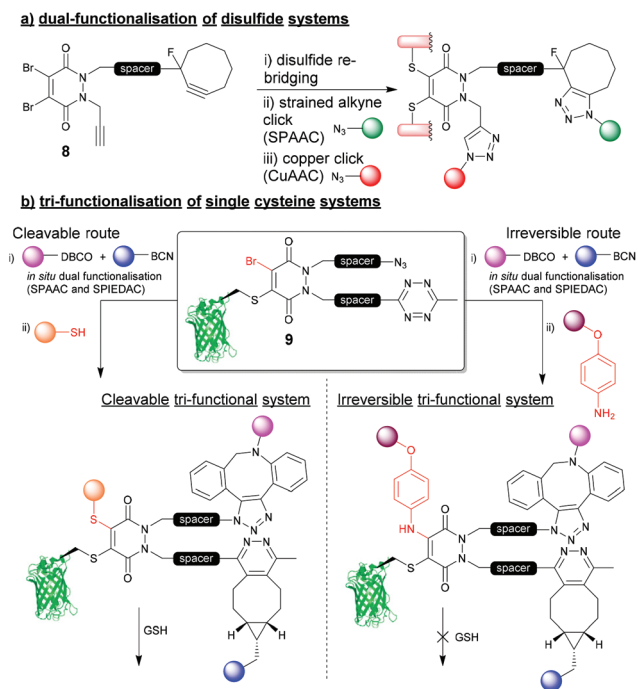 a) dual-functionalisation of disulfide systems
Br
Br
O
O
N
N
spacer
F
8
i) disulfide re-
bridging
ii) strained alkyne
click
(SPAAC)
N3
iii) copper click
(CuAAC)
N3
S
S
O
O
N
N
spacer
F
N
N
N
N
N
N
b) tri-functionalisation of single cysteine systems
Cleavable route
i)
DBCO +
BCN
in situ dual functionalisation
(SPAAC and SPIEDAC)
ii)
SH
Br
S
O
O
N
N
spacer
N3
spacer
N
N
N
N
9
Irreversible route
i)
DBCO +
BCN
in situ dual functionalisation
(SPAAC and SPIEDAC)
ii)
O
NH2
Cleavable tri-functional system
S
S
O
O
N
N
spacer
spacer
N
N
N
N
N
N
H
H
GSH
Irreversible tri-functional system
O
HN
S
O
O
N
N
spacer
spacer
N
N
N
N
N
N
H
H
GSH